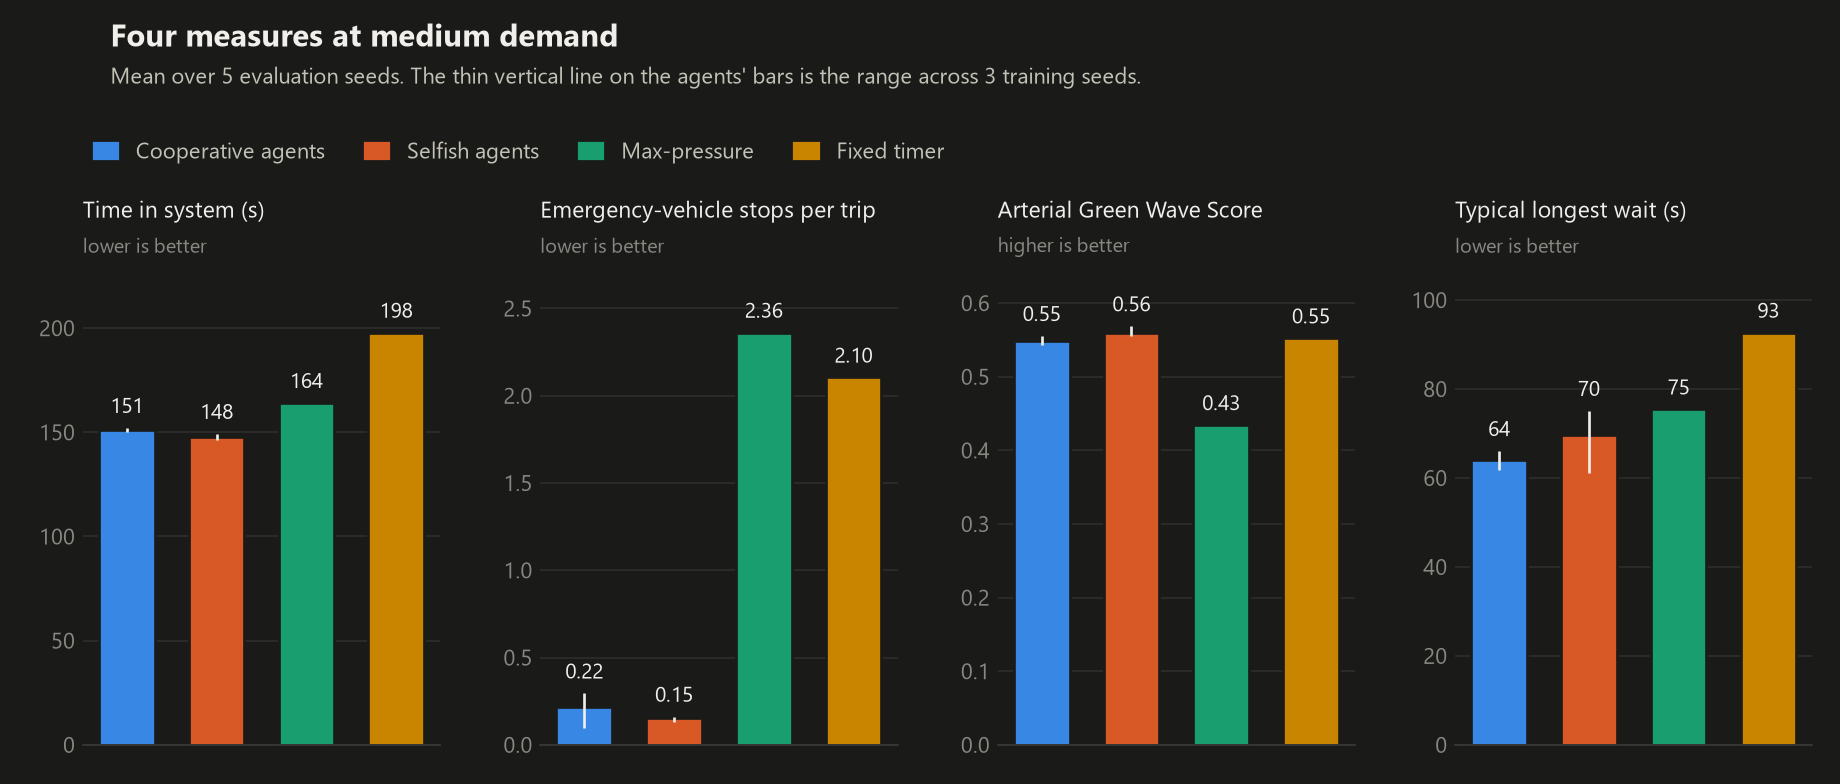 Four measures at medium demand
Mean over 5 evaluation seeds. The thin vertical line on the agents' bars is the range across 3 training seeds.
Cooperative agents
Selfish agents
Max-pressure
Fixed timer
Time in system (s)
lower is better
200
150
100
50
0
151
148
164
198
Emergency-vehicle stops per trip
lower is better
2.5
2.0
1.5
1.0
0.5
0.0
0.22
0.15
2.36
2.10
Arterial Green Wave Score
higher is better
0.6
0.5
0.4
0.3
0.2
0.1
0.0
0.55
0.56
0.43
0.55
Typical longest wait (s)
lower is better
100
80
60
40
20
0
64
70
75
93